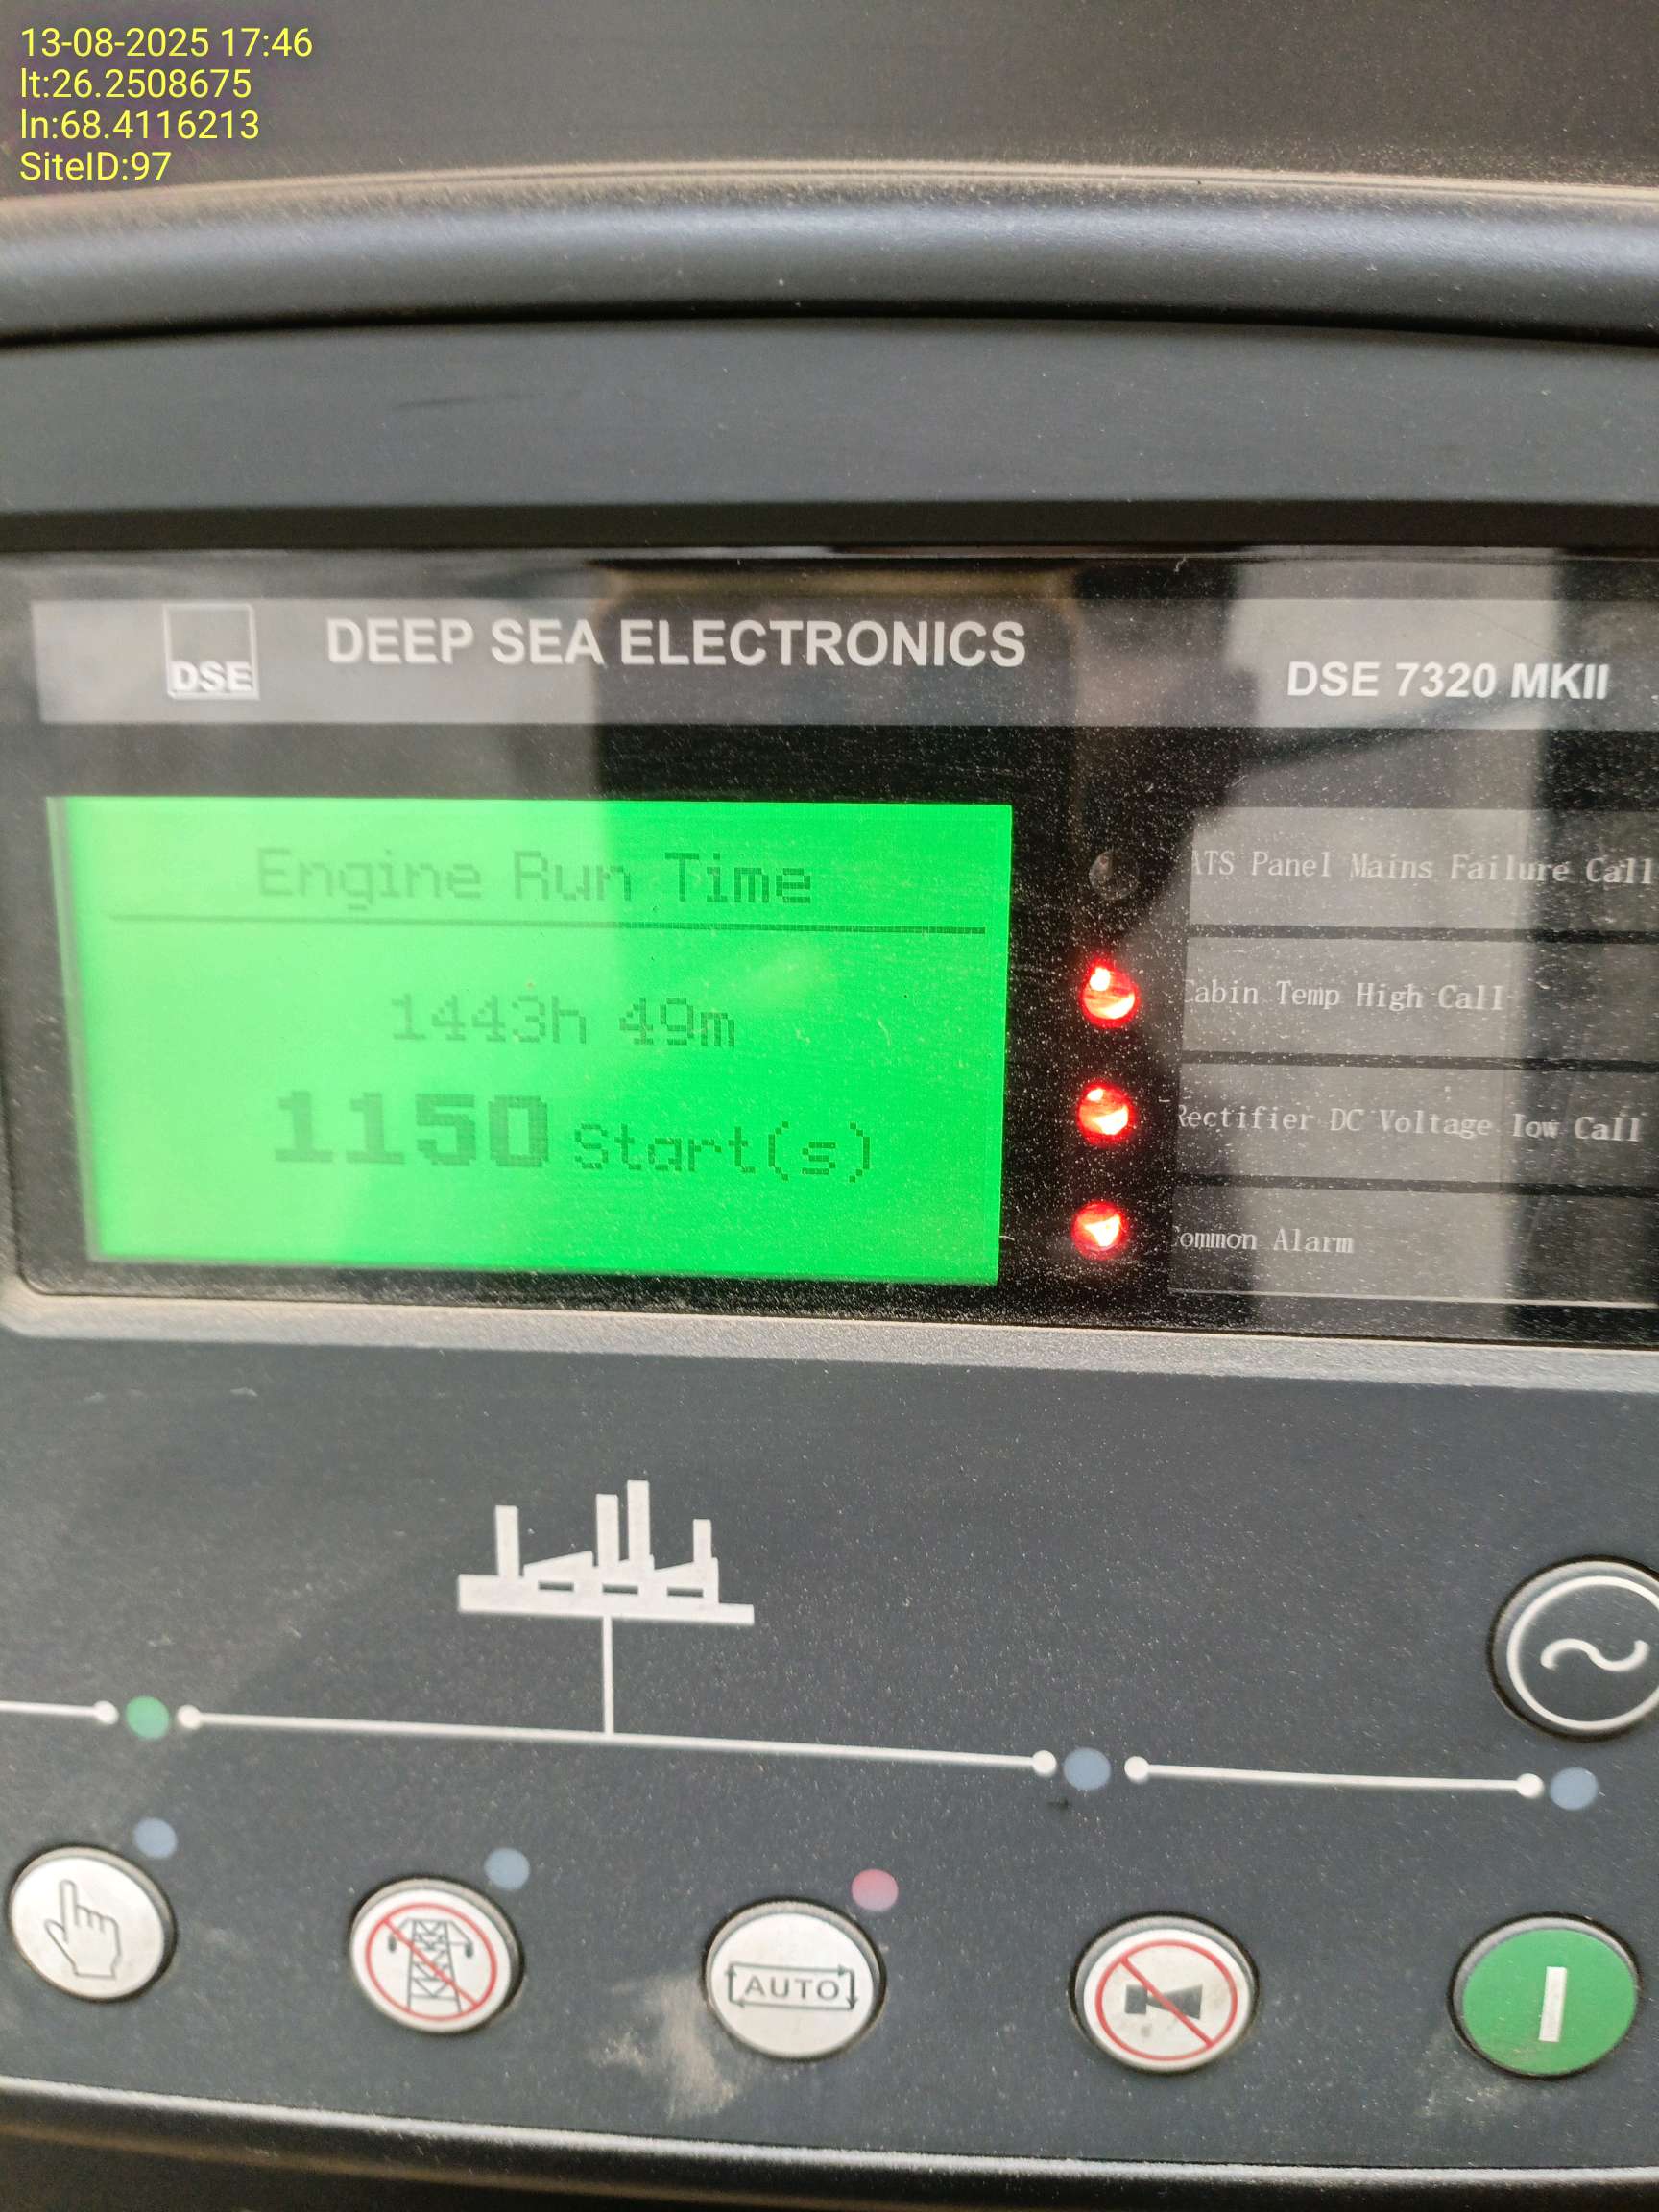 13-08-2025 17:46
lt:26.2508675
ln:68.4116213
SiteID:97
DSE
DEEP SEA ELECTRONICS
DSE 7320 MKII
Engine Run Time
1443h 49m
1150 Start(s)
ATS Panel Mains Failure Call
Cabin Temp High Call
Rectifier DC Voltage low Call
Common Alarm
AUTO